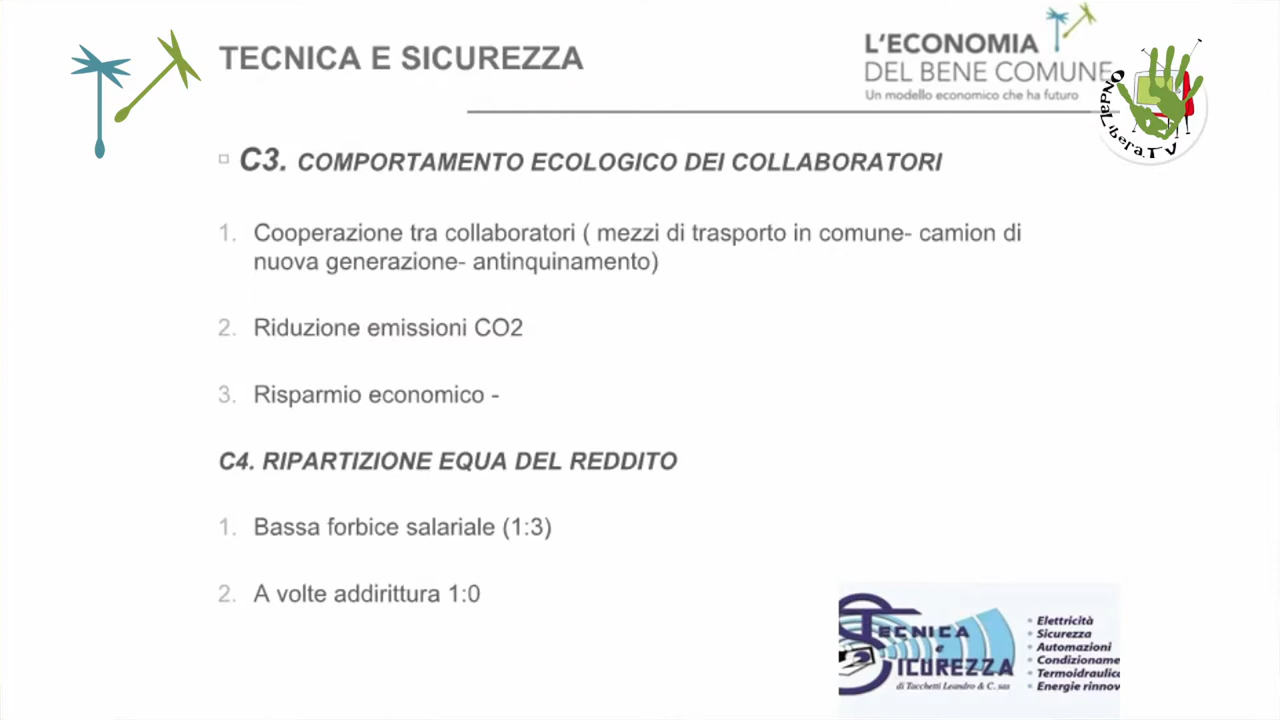 TECNICA E SICUREZZA
L'ECONOMIA
DEL BENE COMUNE
Un modello economico che ha futuro
OndaLibera.TV
C3. COMPORTAMENTO ECOLOGICO DEI COLLABORATORI
1. Cooperazione tra collaboratori ( mezzi di trasporto in comune- camion di
nuova generazione- antinquinamento)
2. Riduzione emissioni CO2
3. Risparmio economico -
C4. RIPARTIZIONE EQUA DEL REDDITO
1. Bassa forbice salariale (1:3)
2. A volte addirittura 1:0
TECNICA
e
SICUREZZA
di Tacchetti Leandro & C. sas
• Elettricità
• Sicurezza
• Automazioni
• Condizioname
• Termoidraulica
• Energie rinnov